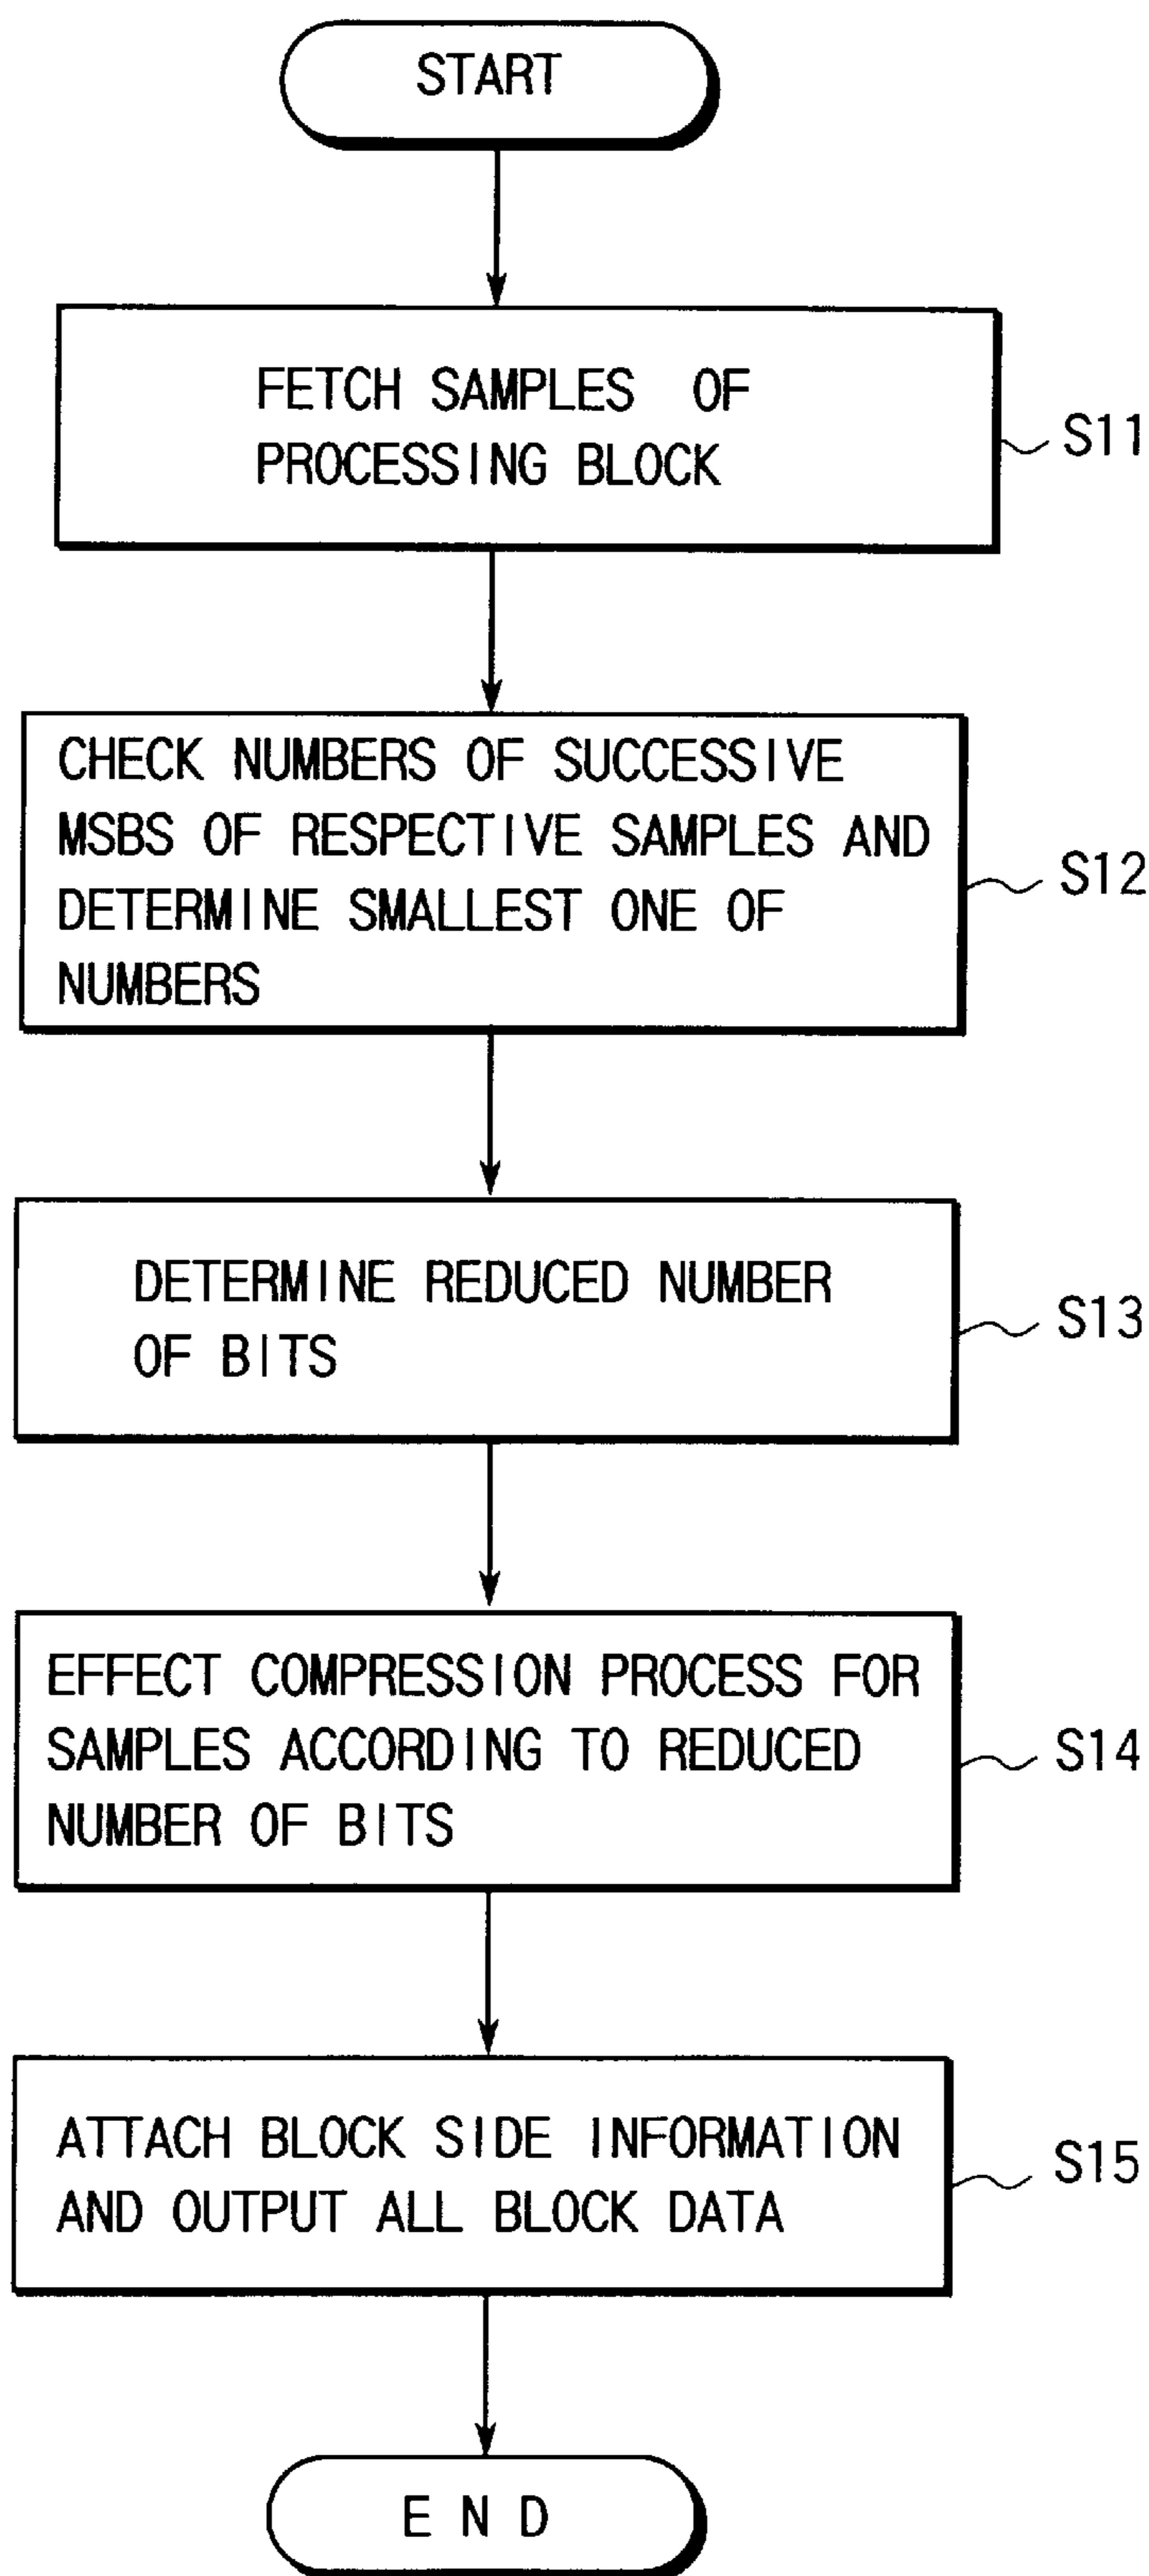 START
FETCH SAMPLES OF
PROCESSING BLOCK
S11
CHECK NUMBERS OF SUCCESSIVE
MSBS OF RESPECTIVE SAMPLES AND
DETERMINE SMALLEST ONE OF
NUMBERS
S12
DETERMINE REDUCED NUMBER
OF BITS
S13
EFFECT COMPRESSION PROCESS FOR
SAMPLES ACCORDING TO REDUCED
NUMBER OF BITS
S14
ATTACH BLOCK SIDE INFORMATION
AND OUTPUT ALL BLOCK DATA
S15
END